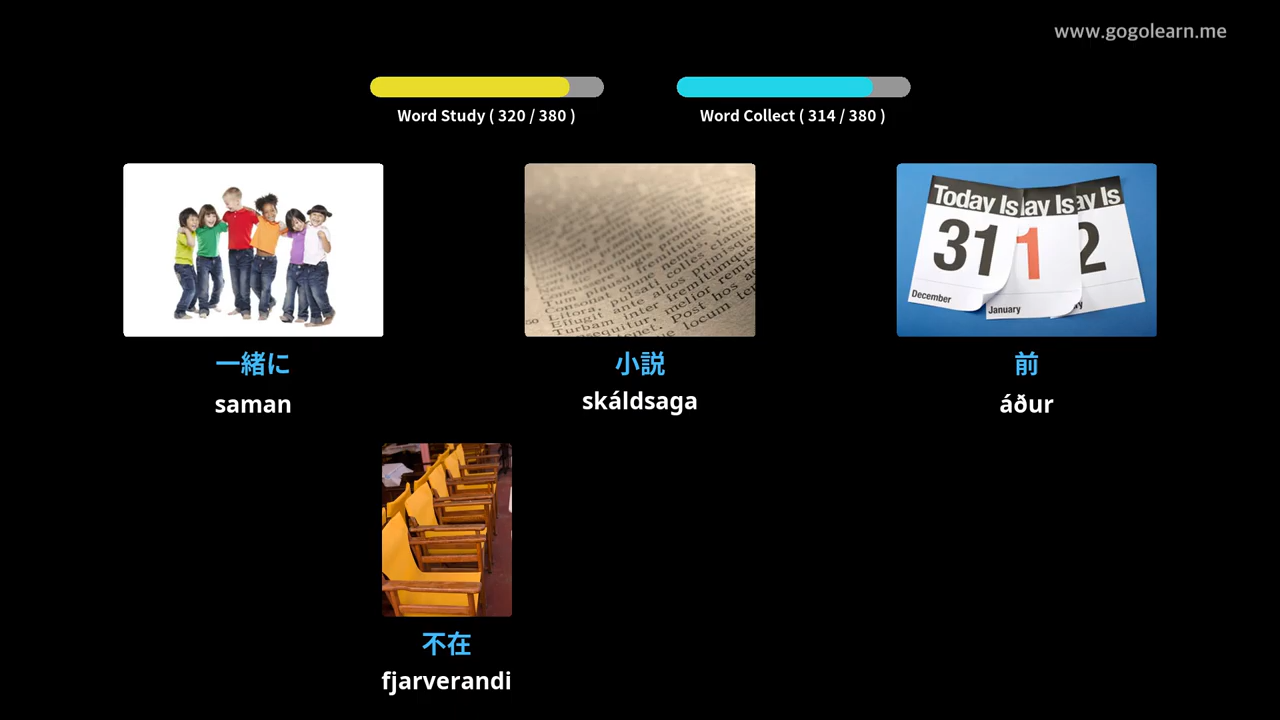 www.gogolearn.me
Word Study ( 320 / 380 )
Word Collect ( 314 / 380 )
Today Is
31
December
1
January
2
一緒に
saman
小説
skáldsaga
前
áður
不在
fjarverandi